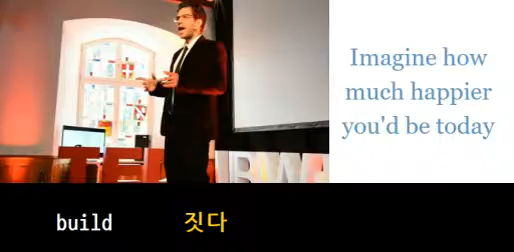 Imagine how
much happier
you'd be today
build 짓다